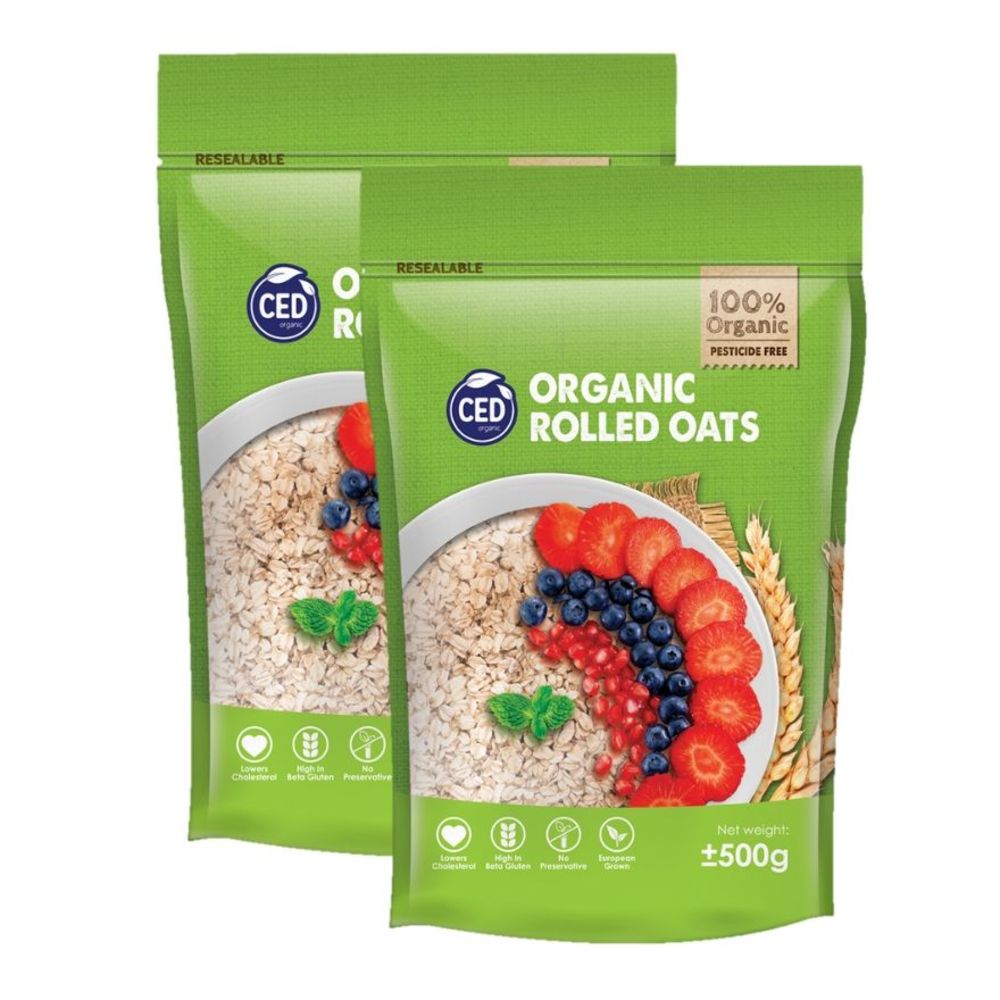 RESEALABLE
CED
organic
O
RO
Lowers
Cholesterol
High In
Beta Gluten
No
Preservative
RESEALABLE
100%
Organic
PESTICIDE FREE
CED
organic
ORGANIC
ROLLED OATS
Lowers
Cholesterol
High In
Beta Gluten
No
Preservative
European
Grown
Net weight:
±500g